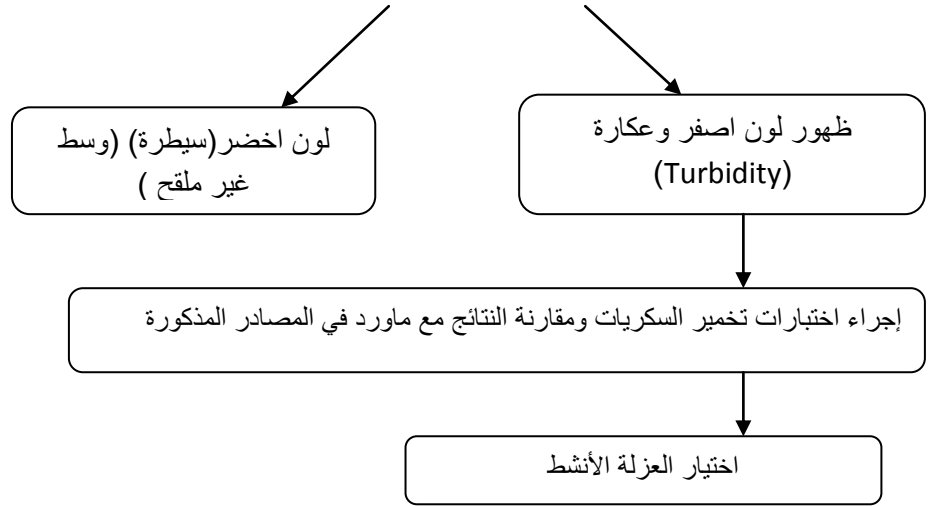 لون اخضر(سيطرة) (وسط
غير ملقح )
ظهور لون اصفر وعكارة
(Turbidity)
إجراء اختبارات تخمير السكريات ومقارنة النتائج مع ماورد في المصادر المذكورة
اختيار العزلة الأنشط